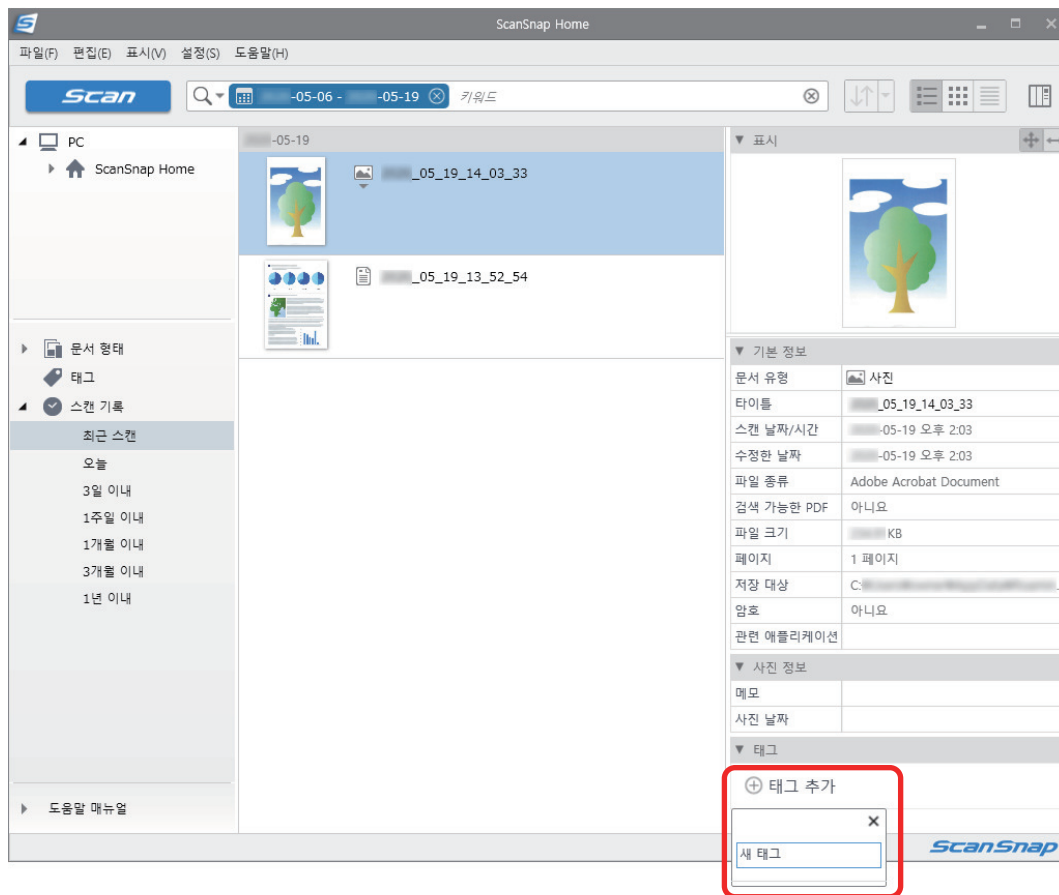 ScanSnap Home
파일(F) 편집(E) 표시(V) 설정(S) 도움말(H)
Scan
-05-06 - -05-19 키워드
PC
ScanSnap Home
문서 형태
태그
스캔 기록
최근 스캔
오늘
3일 이내
1주일 이내
1개월 이내
3개월 이내
1년 이내
도움말 매뉴얼
-05-19
_05_19_14_03_33
_05_19_13_52_54
표시
기본 정보
문서 유형 사진
타이틀 _05_19_14_03_33
스캔 날짜/시간 -05-19 오후 2:03
수정한 날짜 -05-19 오후 2:03
파일 종류 Adobe Acrobat Document
검색 가능한 PDF 아니요
파일 크기 KB
페이지 1 페이지
저장 대상 C:
암호 아니요
관련 애플리케이션
사진 정보
메모
사진 날짜
태그
태그 추가
새 태그
ScanSnap